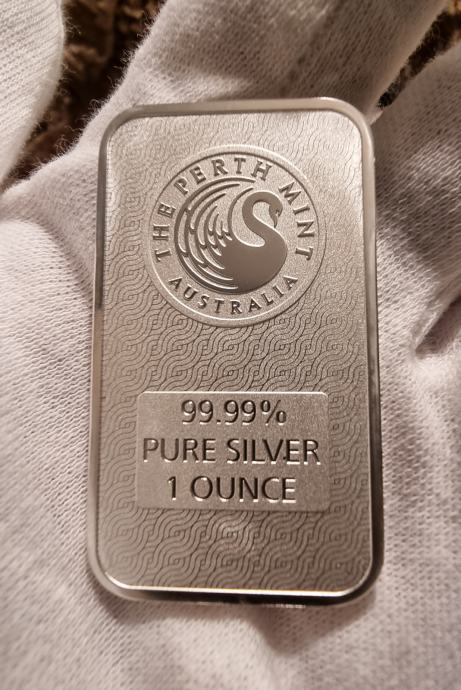 THE PERTH MINT
AUSTRALIA
99.99%
PURE SILVER
1 OUNCE